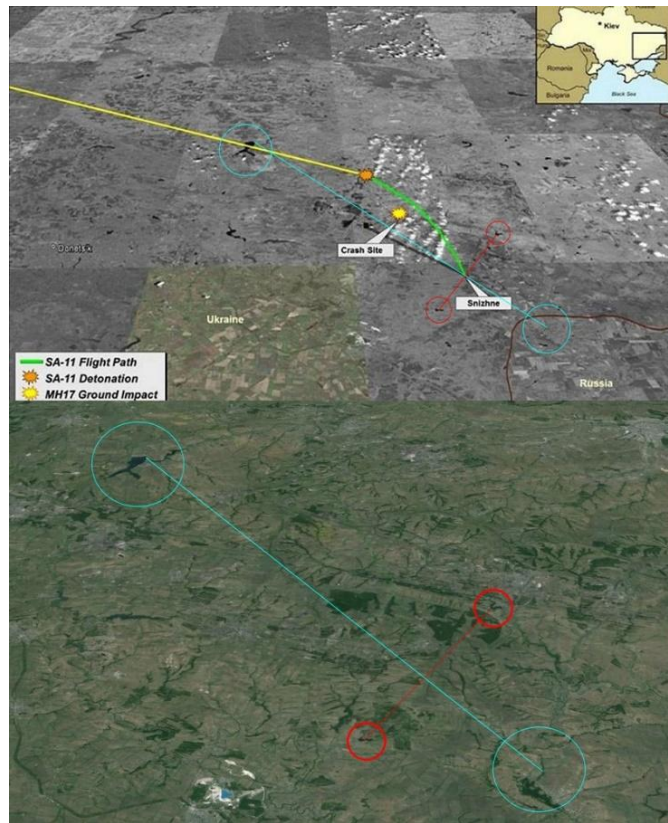 Kiev
Romania
Bulgaria
Black Sea
Donets'k
Crash Site
Snizhne
Ukraine
Russia
SA-11 Flight Path
SA-11 Detonation
MH17 Ground Impact